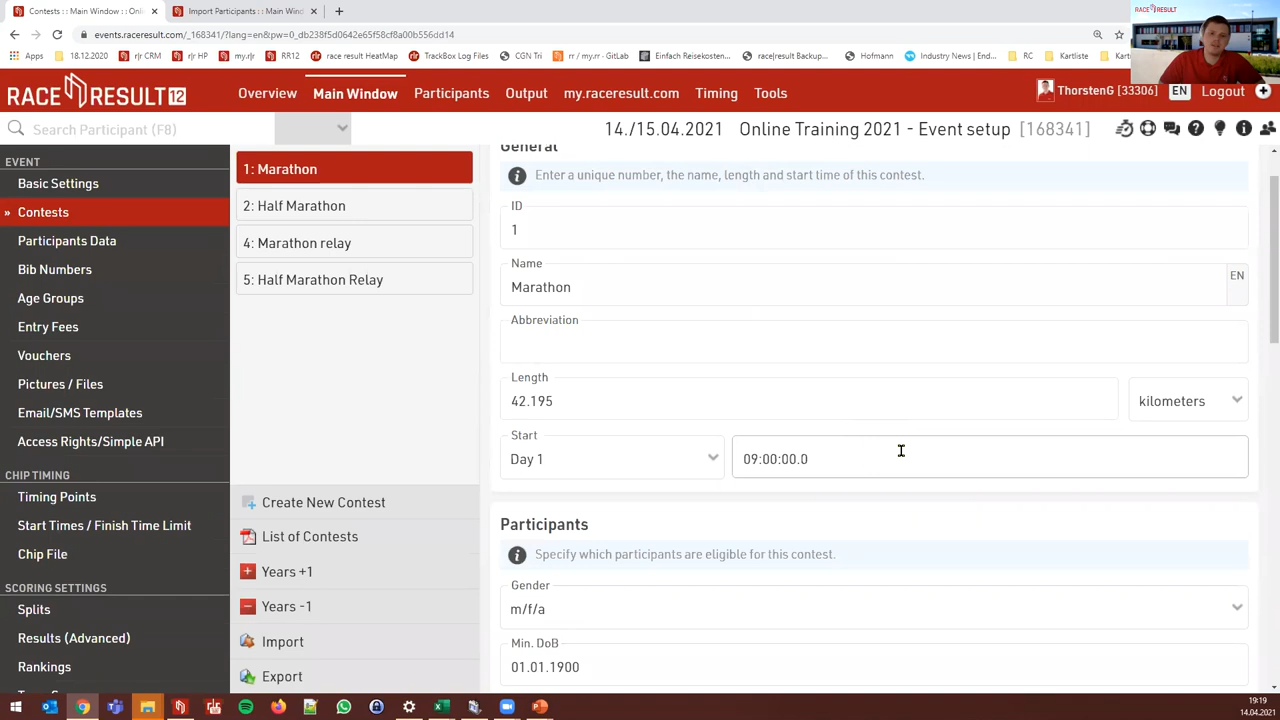 Contests : : Main Window : : Onli
Import Participants : : Main Wind
events.raceresult.com/_168341/?lang=en&pw=0_db238f5d0642e65f58cf8a00b556dd14
Apps
18.12.2020
r|r CRM
r|r HP
my.r|r
RR12
race result HeatMap
TrackBox Log Files
CGN Tri
rr / my.rr · GitLab
Einfach Reisekosten...
race|result Backup...
Hofmann
Industry News | End...
RC
Kartliste
Kart
RACE RESULT
RACE RESULT 12
Overview
Main Window
Participants
Output
my.raceresult.com
Timing
Tools
ThorstenG [33306]
EN
Logout
Search Participant (F8)
14./15.04.2021 Online Training 2021 - Event setup [168341]
EVENT
Basic Settings
» Contests
Participants Data
Bib Numbers
Age Groups
Entry Fees
Vouchers
Pictures / Files
Email/SMS Templates
Access Rights/Simple API
CHIP TIMING
Timing Points
Start Times / Finish Time Limit
Chip File
SCORING SETTINGS
Splits
Results (Advanced)
Rankings
1: Marathon
2: Half Marathon
4: Marathon relay
5: Half Marathon Relay
Create New Contest
List of Contests
Years +1
Years -1
Import
Export
General
Enter a unique number, the name, length and start time of this contest.
ID
1
Name
Marathon
EN
Abbreviation
Length
42.195
kilometers
Start
Day 1
09:00:00.0
Participants
Specify which participants are eligible for this contest.
Gender
m/f/a
Min. DoB
01.01.1900
19:19
14.04.2021